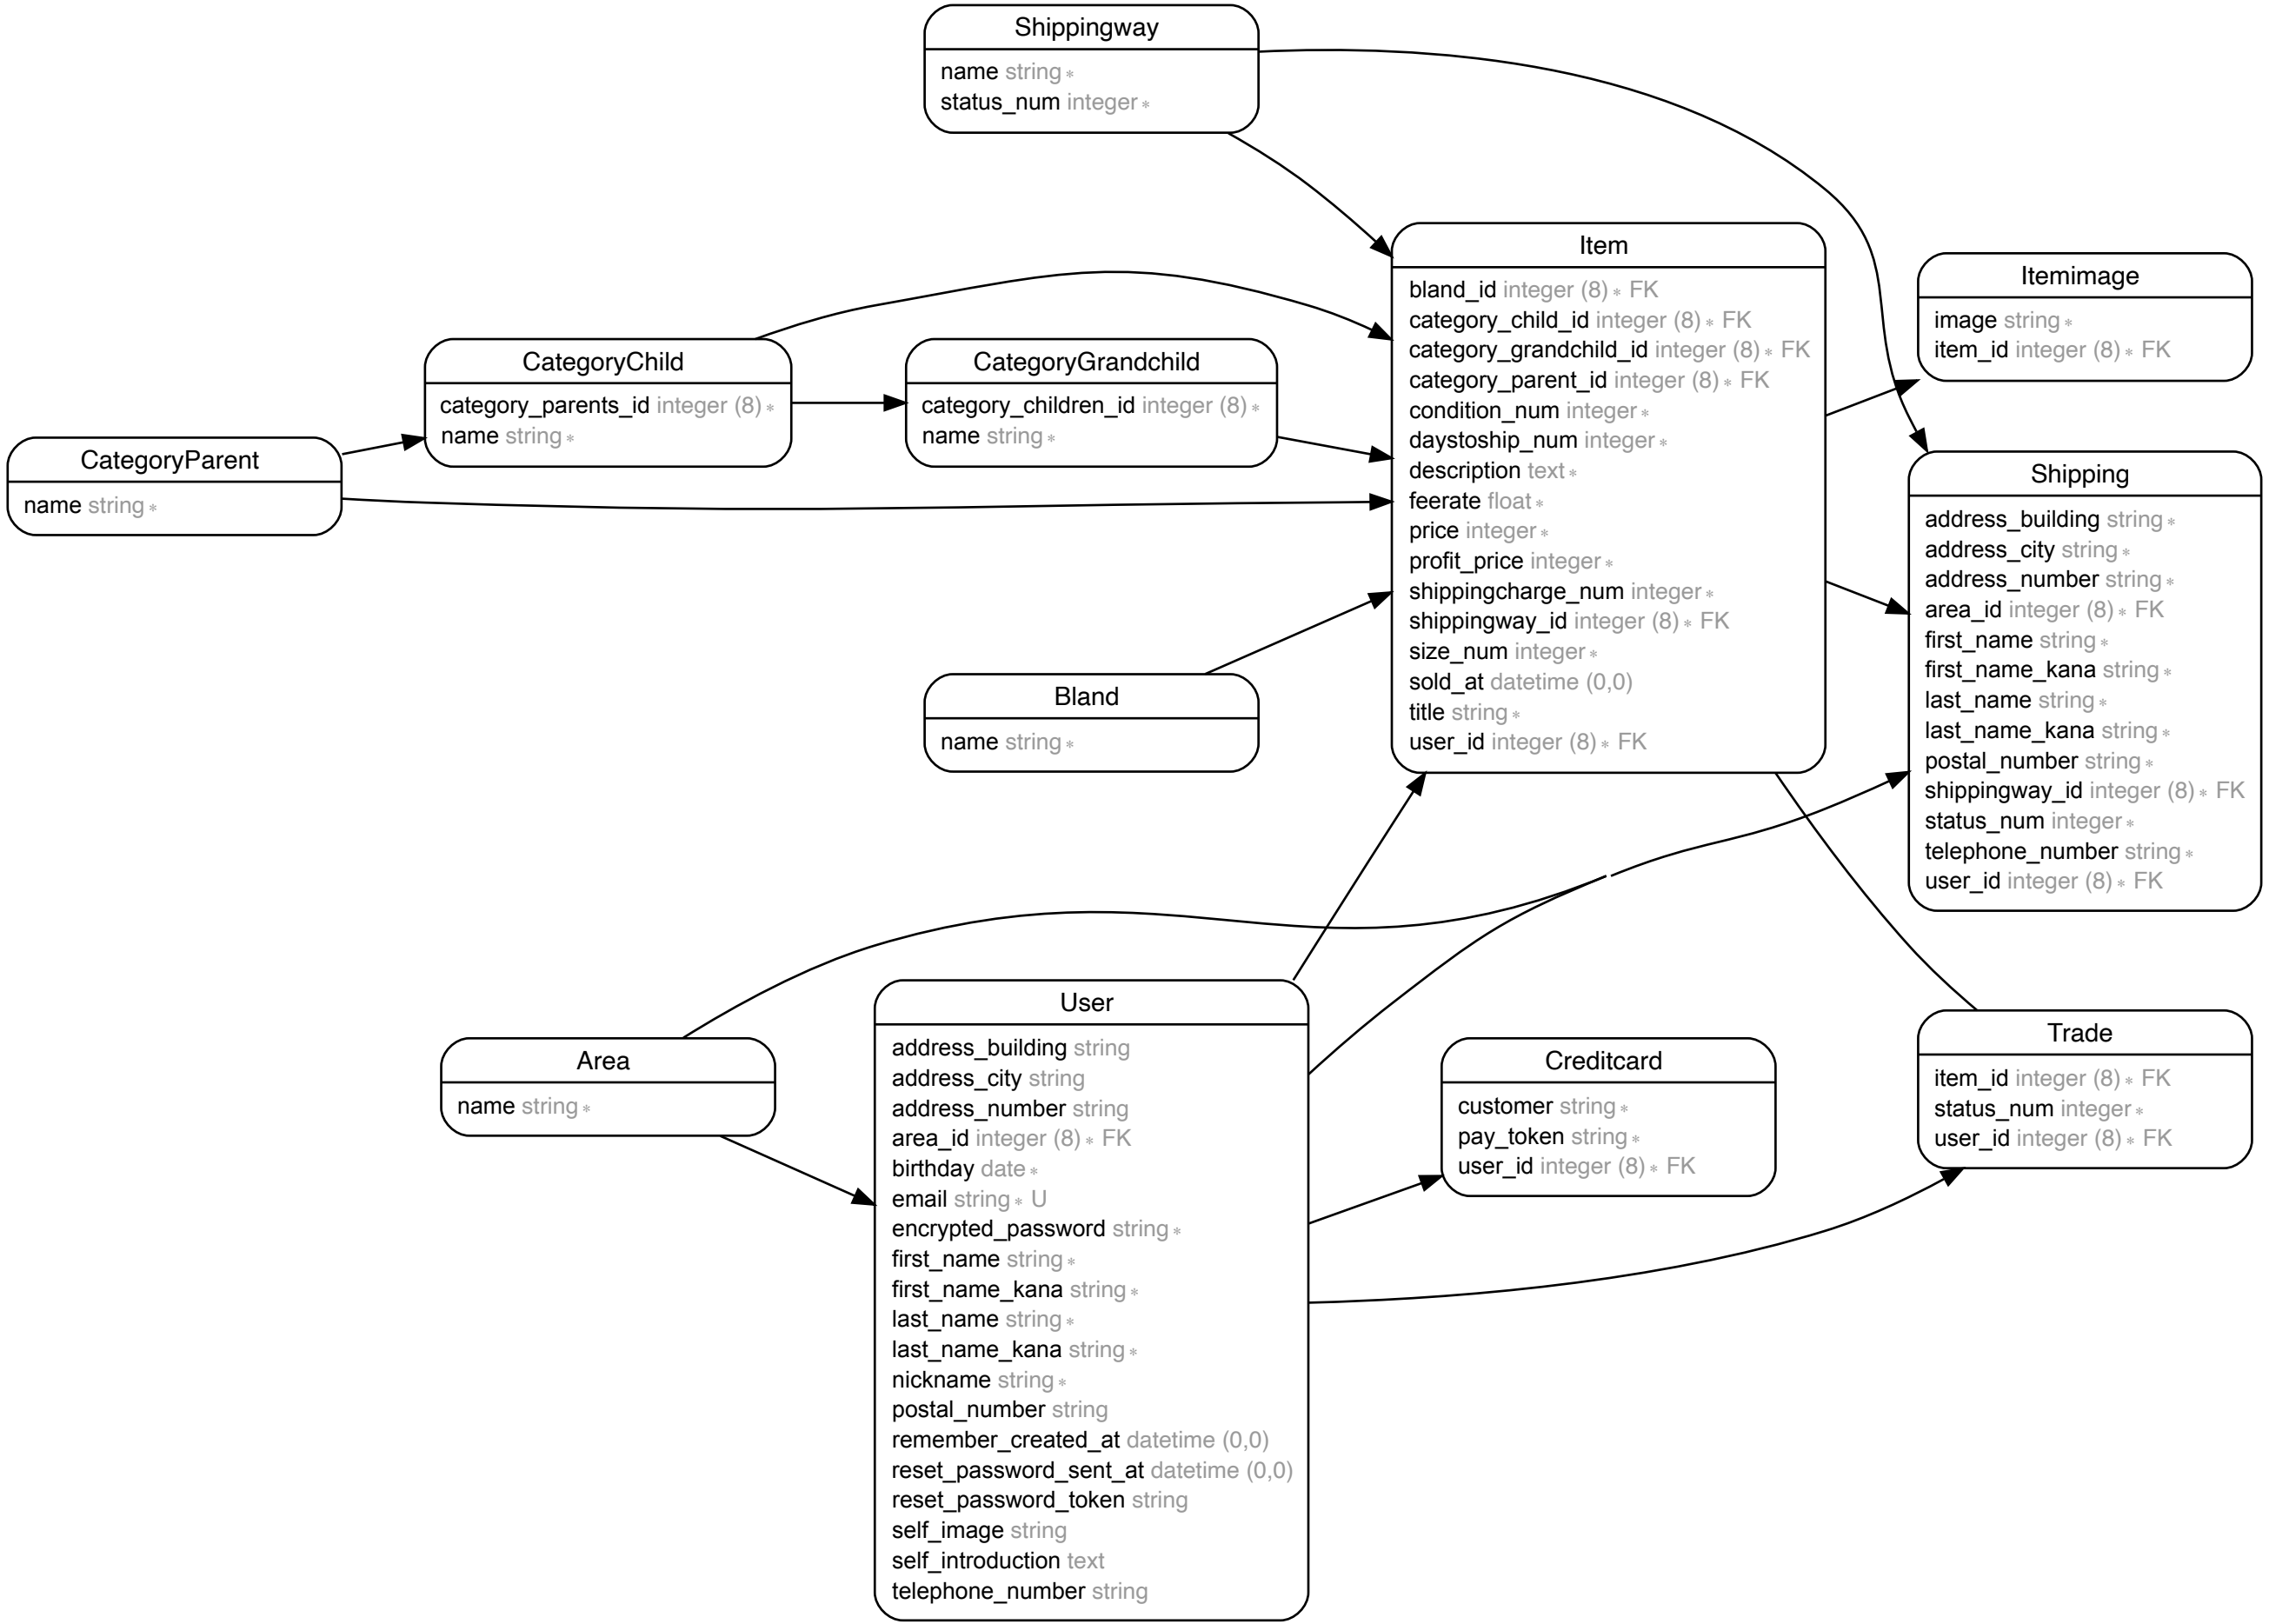 Shippingway
name string *
status_num integer *
Item
bland_id integer (8) * FK
category_child_id integer (8) * FK
category_grandchild_id integer (8) * FK
category_parent_id integer (8) * FK
condition_num integer *
daystoship_num integer *
description text *
feerate float *
price integer *
profit_price integer *
shippingcharge_num integer *
shippingway_id integer (8) * FK
size_num integer *
sold_at datetime (0,0)
title string *
user_id integer (8) * FK
Itemimage
image string *
item_id integer (8) * FK
CategoryChild
category_parents_id integer (8) *
name string *
CategoryGrandchild
category_children_id integer (8) *
name string *
CategoryParent
name string *
Shipping
address_building string *
address_city string *
address_number string *
area_id integer (8) * FK
first_name string *
first_name_kana string *
last_name string *
last_name_kana string *
postal_number string *
shippingway_id integer (8) * FK
status_num integer *
telephone_number string *
user_id integer (8) * FK
Bland
name string *
User
address_building string
address_city string
address_number string
area_id integer (8) * FK
birthday date *
email string * U
encrypted_password string *
first_name string *
first_name_kana string *
last_name string *
last_name_kana string *
nickname string *
postal_number string
remember_created_at datetime (0,0)
reset_password_sent_at datetime (0,0)
reset_password_token string
self_image string
self_introduction text
telephone_number string
Area
name string *
Creditcard
customer string *
pay_token string *
user_id integer (8) * FK
Trade
item_id integer (8) * FK
status_num integer *
user_id integer (8) * FK